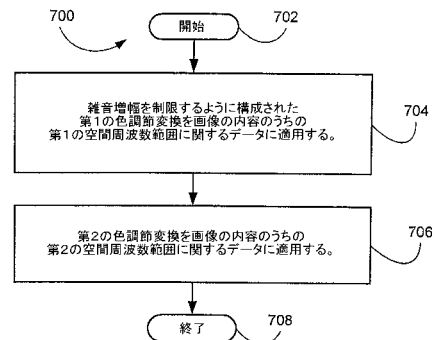 700
開始
702
雑音増幅を制限するように構成された
第1の色調節変換を画像の内容のうちの
第1の空間周波数範囲に関するデータに適用する。
704
第2の色調節変換を画像の内容のうちの
第2の空間周波数範囲に関するデータに適用する。
706
終了
708